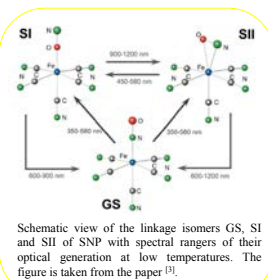 SI
SII
N
O
O
N
Fe
Fe
900-1200 nm
450-580 nm
N
C
C
N
N
C
C
N
C
N
C
N
350-580 nm
350-580 nm
O
N
600-900 nm
600-1200 nm
N
Fe
N
N
C
C
N
C
GS
N
Schematic view of the linkage isomers GS, SI
and SII of SNP with spectral rangers of their
optical generation at low temperatures. The
figure is taken from the paper [3].